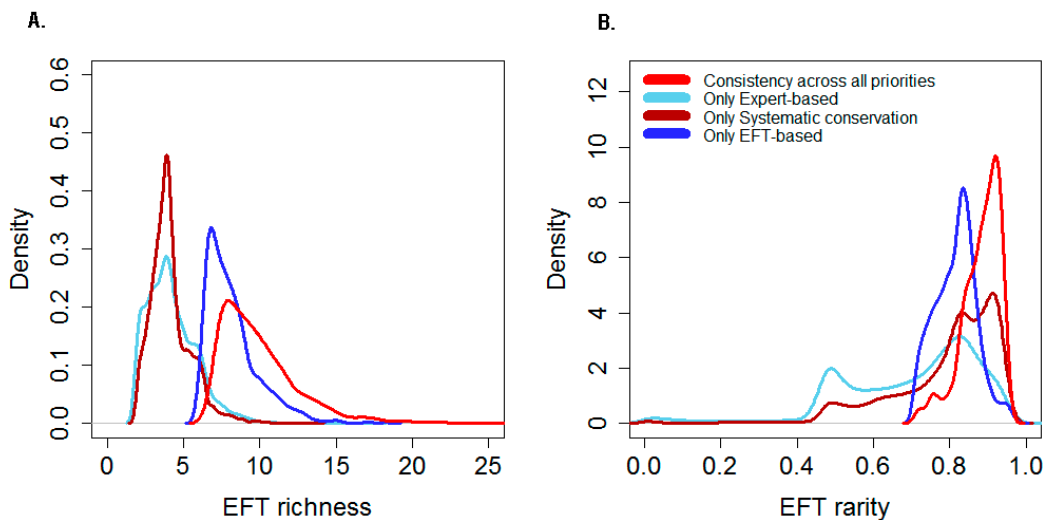 A.
Density
0.0 0.1 0.2 0.3 0.4 0.5 0.6
0 5 10 15 20 25
EFT richness
B.
Density
0 2 4 6 8 10 12
Consistency across all priorities
Only Expert-based
Only Systematic conservation
Only EFT-based
0.0 0.2 0.4 0.6 0.8 1.0
EFT rarity